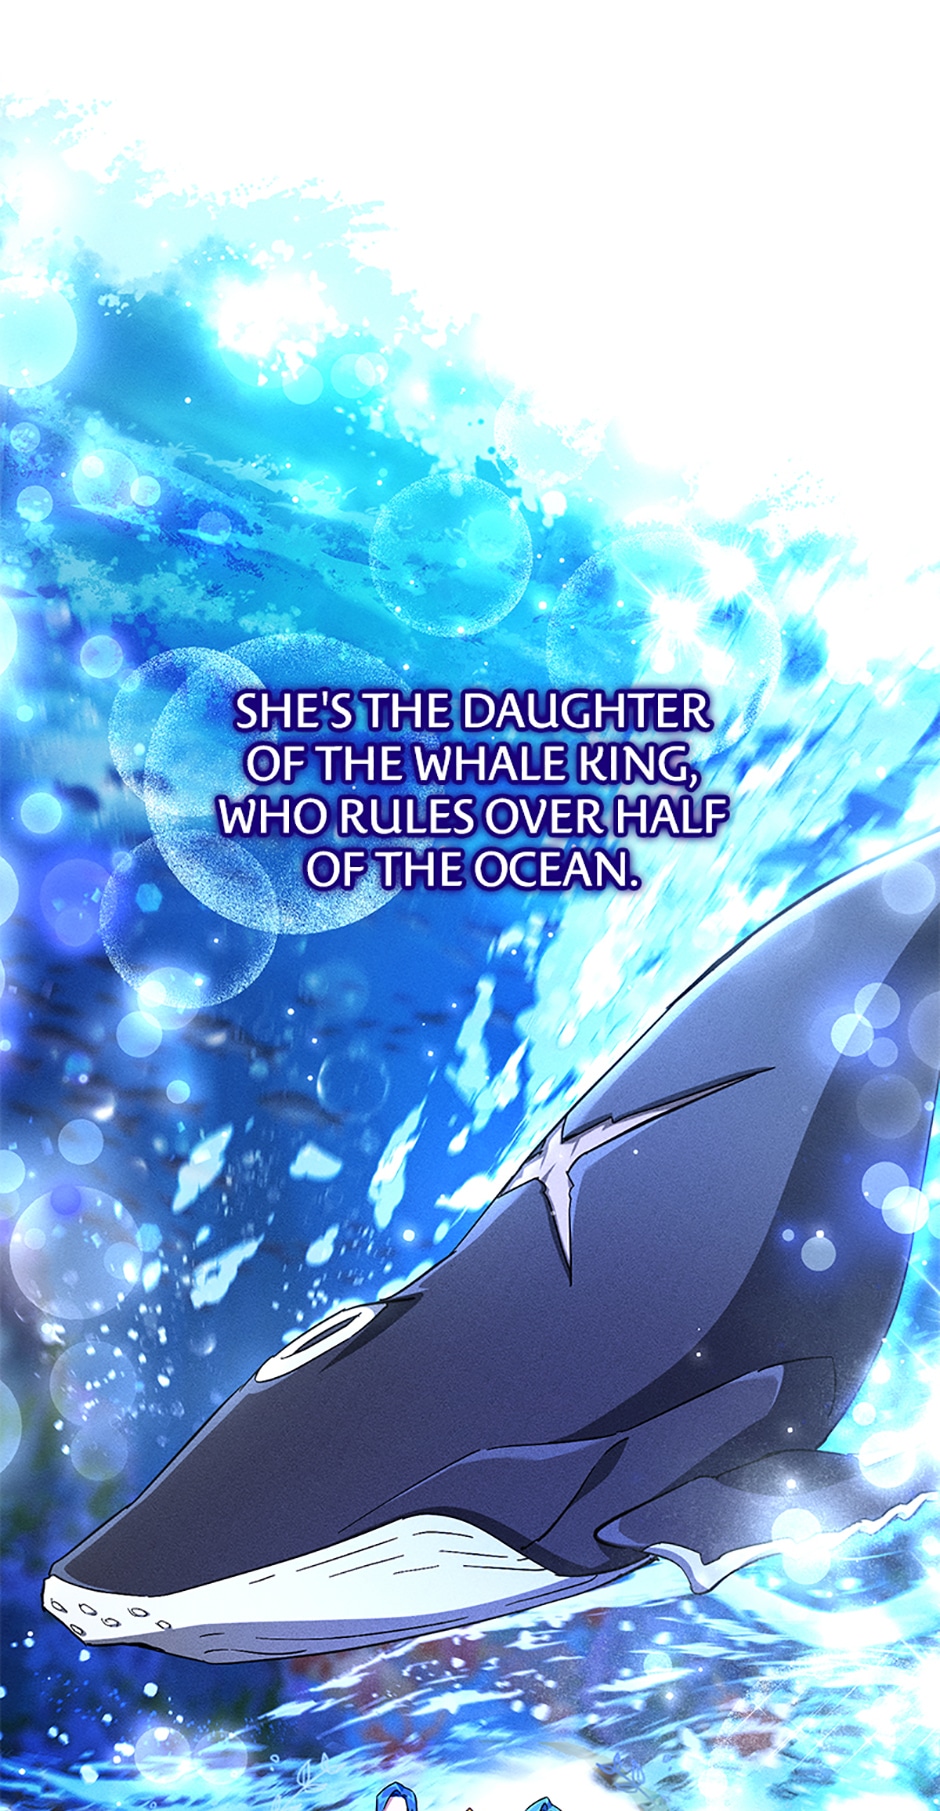 SHE'S THE DAUGHTER
OF THE WHALE KING,
WHO RULES OVER HALF
OF THE OCEAN.